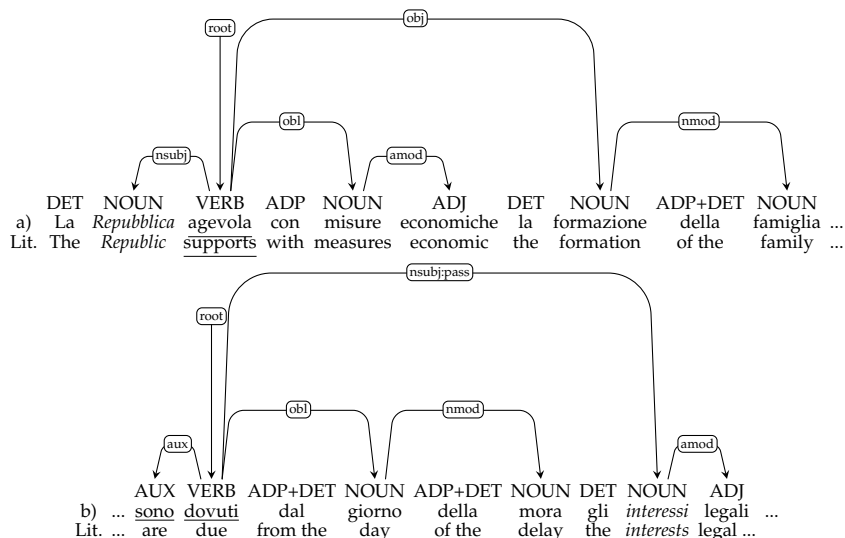 obj
root
obl
nmod
nsubj
amod
DET NOUN VERB ADP NOUN ADJ DET NOUN ADP+DET NOUN
a) La Repubblica agevola con misure economiche la formazione della famiglia ...
Lit. The Republic supports with measures economic the formation of the family ...
nsubj:pass
root
obl
nmod
aux
amod
AUX VERB ADP+DET NOUN ADP+DET NOUN DET NOUN ADJ
b) ... sono dovuti dal giorno della mora gli interessi legali ...
Lit. ... are due from the day of the delay the interests legal ...